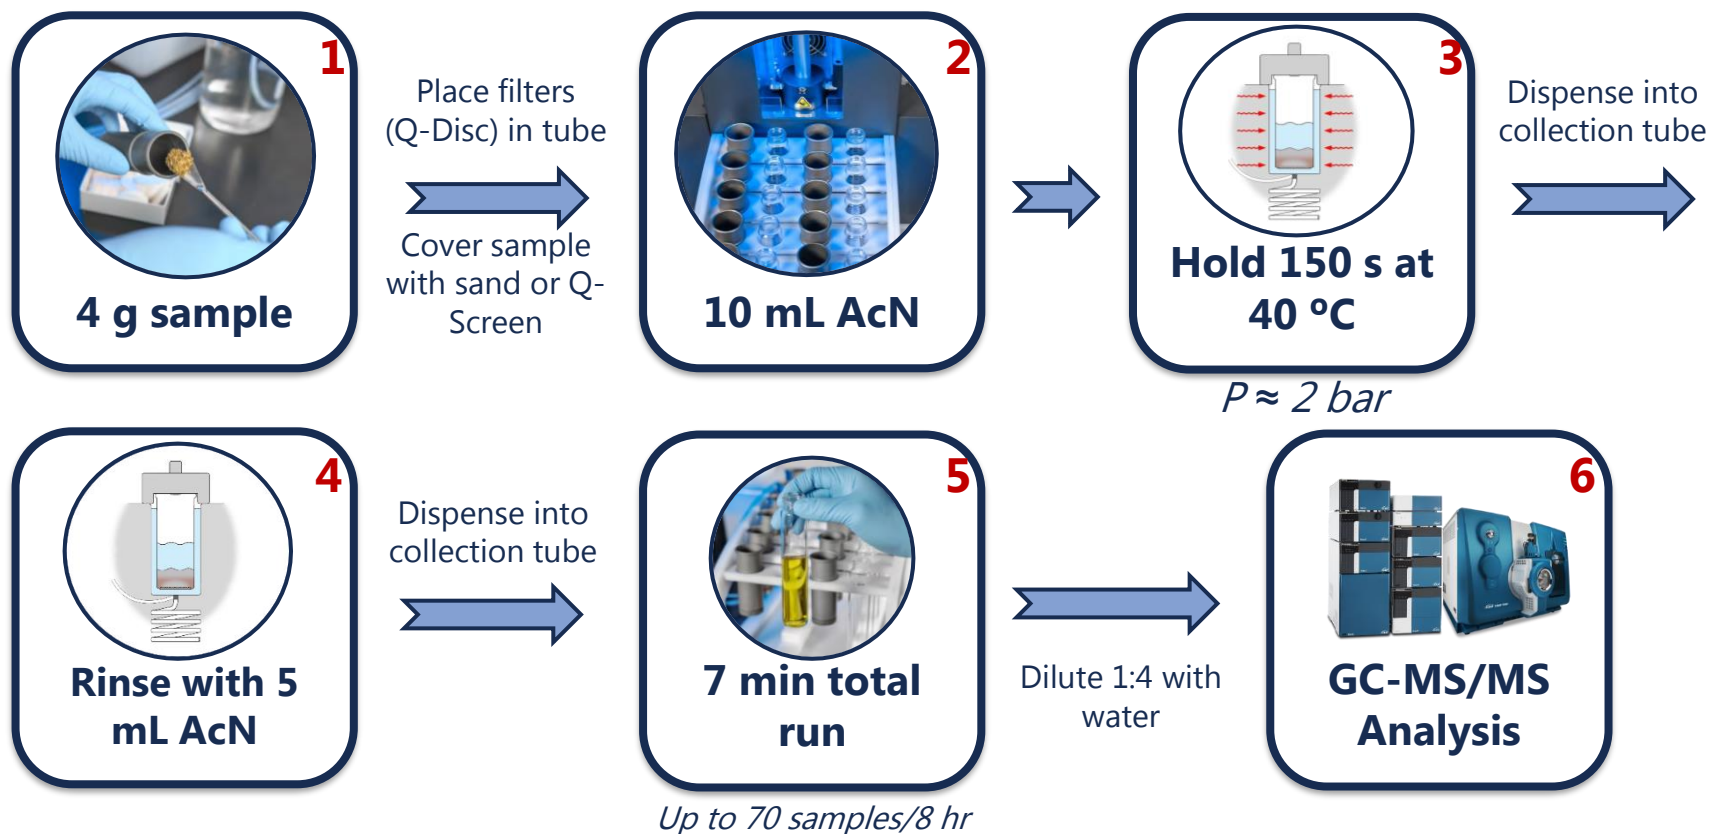 1
4 g sample
Place filters
(Q-Disc) in tube
Cover sample
with sand or Q-
Screen
2
10 mL AcN
3
Hold 150 s at
40 ºC
P ≈ 2 bar
Dispense into
collection tube
4
Rinse with 5
mL AcN
Dispense into
collection tube
5
7 min total
run
Up to 70 samples/8 hr
Dilute 1:4 with
water
6
GC-MS/MS
Analysis